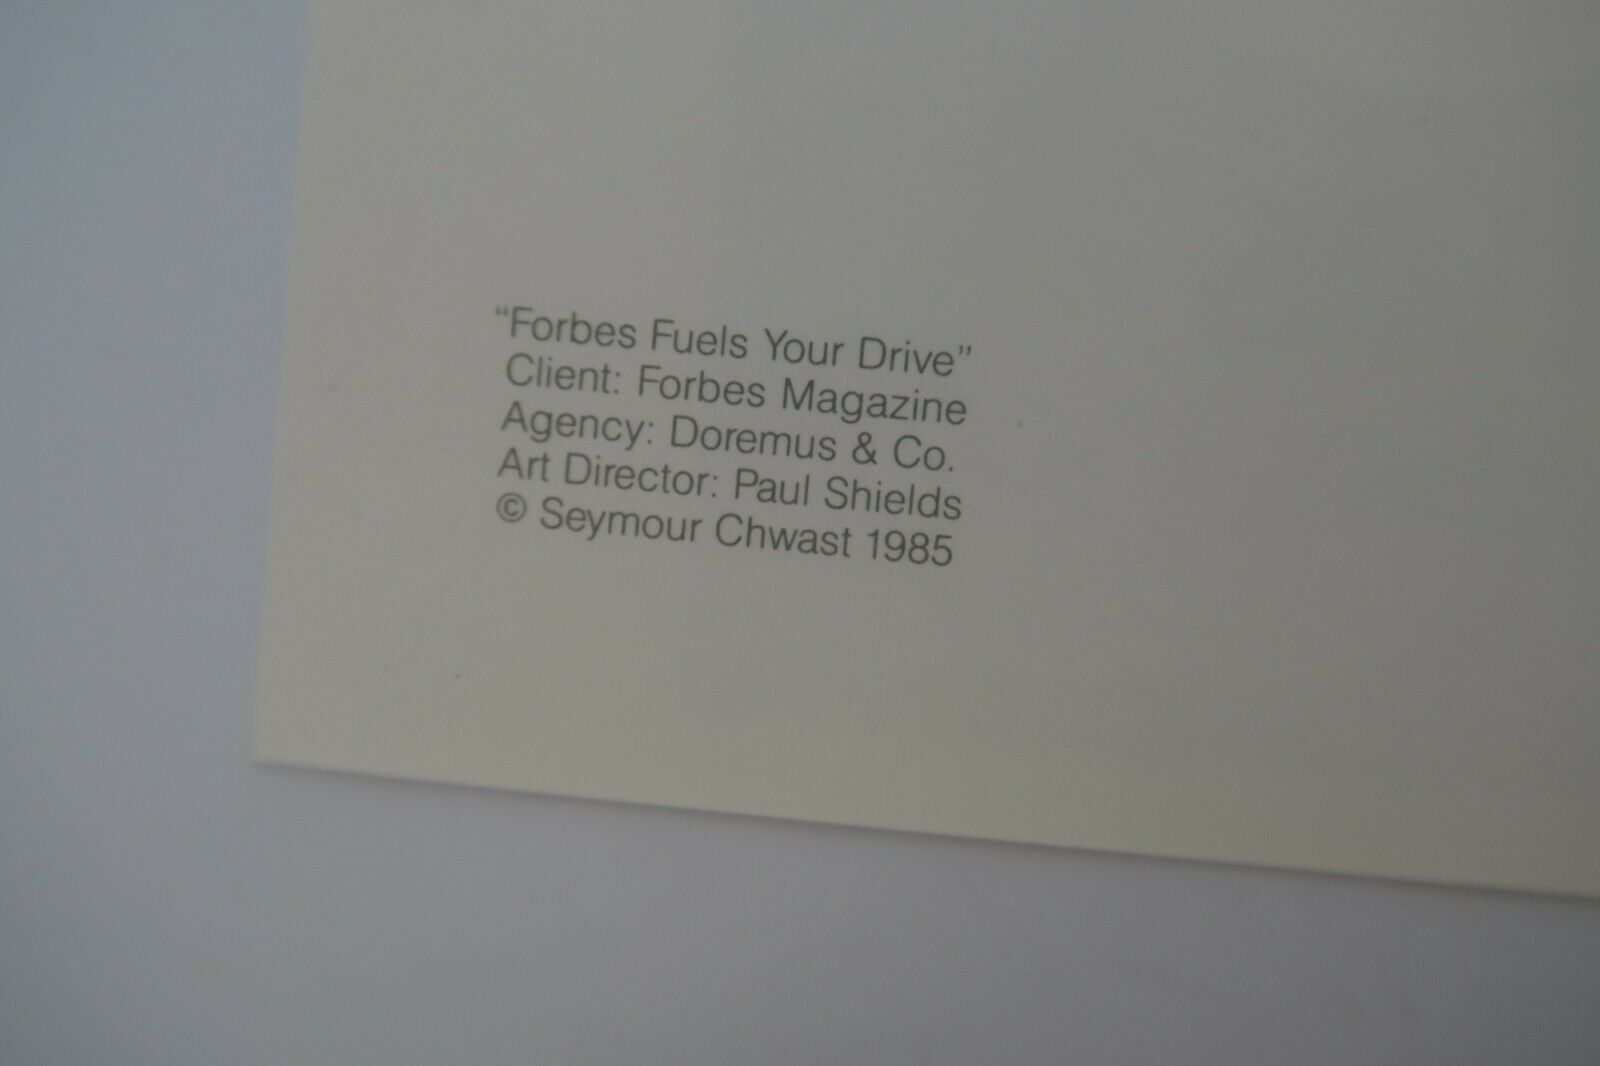 “Forbes Fuels Your Drive”
Client: Forbes Magazine
Agency: Doremus & Co.
Art Director: Paul Shields
© Seymour Chwast 1985